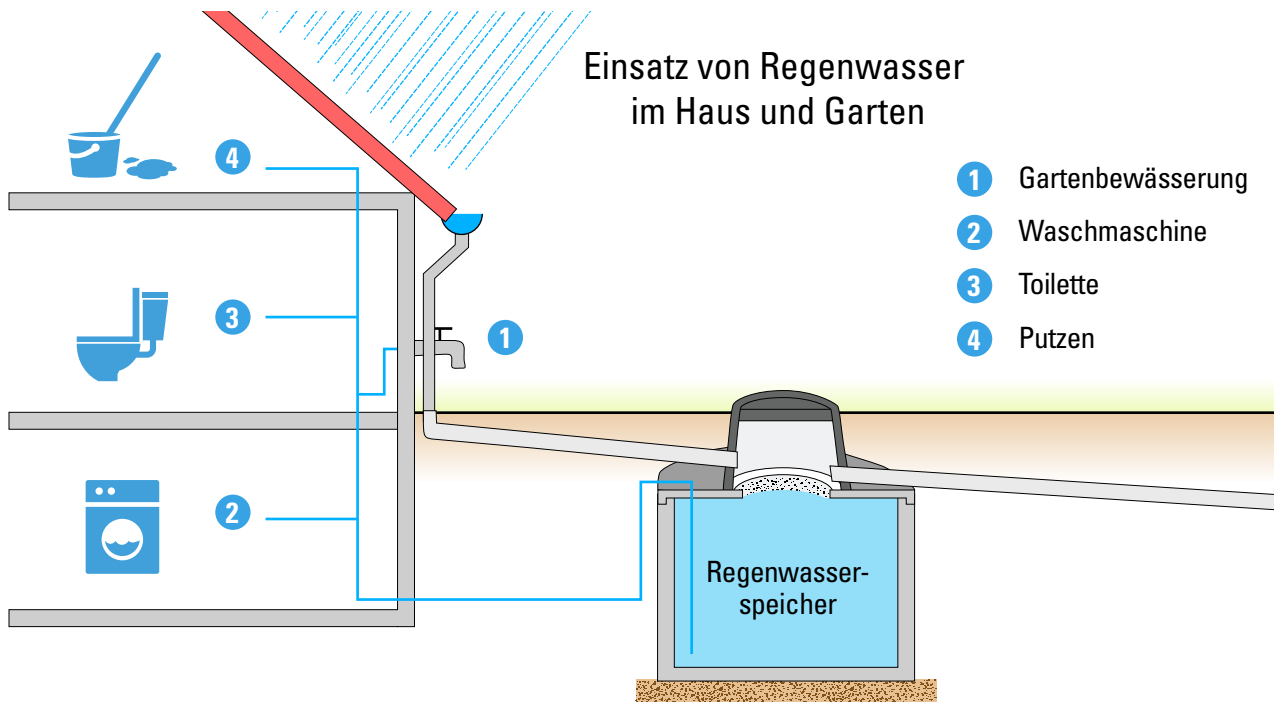 Einsatz von Regenwasser
im Haus und Garten
1 Gartenbewässerung
2 Waschmaschine
3 Toilette
4 Putzen
4
3
1
2
Regenwasser-
speicher